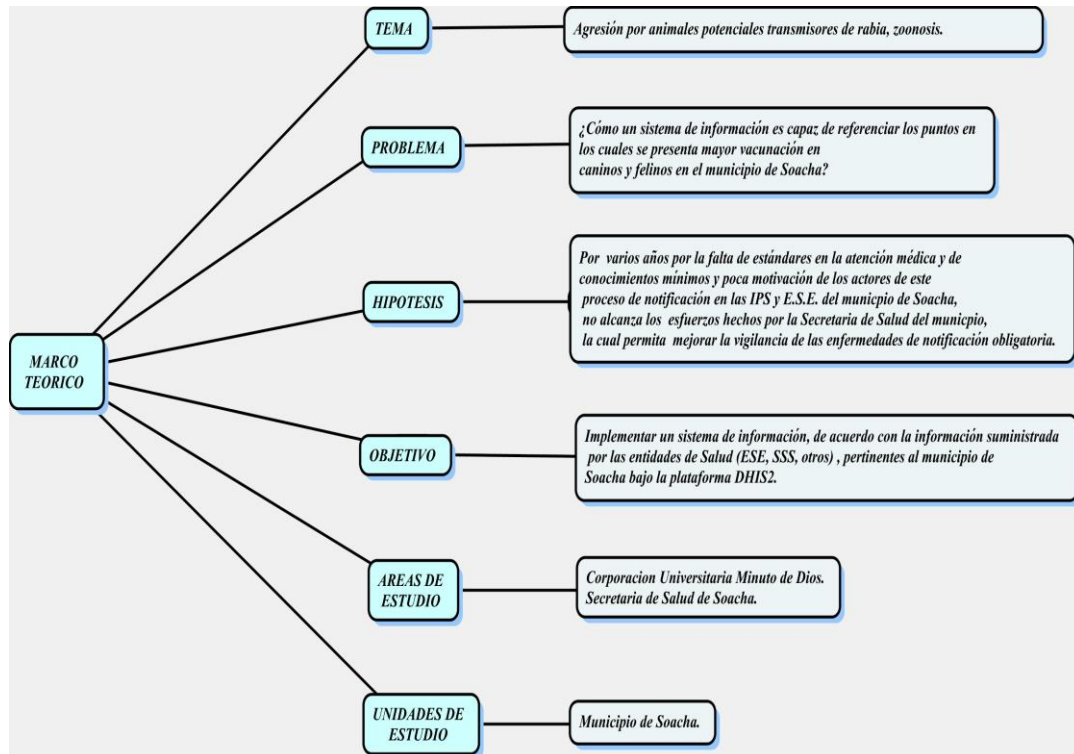 MARCO
TEORICO
TEMA
Agresión por animales potenciales transmisores de rabia, zoonosis.
PROBLEMA
¿Cómo un sistema de información es capaz de referenciar los puntos en
los cuales se presenta mayor vacunación en
caninos y felinos en el municipio de Soacha?
HIPOTESIS
Por varios años por la falta de estándares en la atención médica y de
conocimientos mínimos y poca motivación de los actores de este
proceso de notificación en las IPS y E.S.E. del municpio de Soacha,
no alcanza los esfuerzos hechos por la Secretaria de Salud del municpio,
la cual permita mejorar la vigilancia de las enfermedades de notificación obligatoria.
OBJETIVO
Implementar un sistema de información, de acuerdo con la información suministrada
por las entidades de Salud (ESE, SSS, otros) , pertinentes al municipio de
Soacha bajo la plataforma DHIS2.
AREAS DE
ESTUDIO
Corporacion Universitaria Minuto de Dios.
Secretaria de Salud de Soacha.
UNIDADES DE
ESTUDIO
Municipio de Soacha.